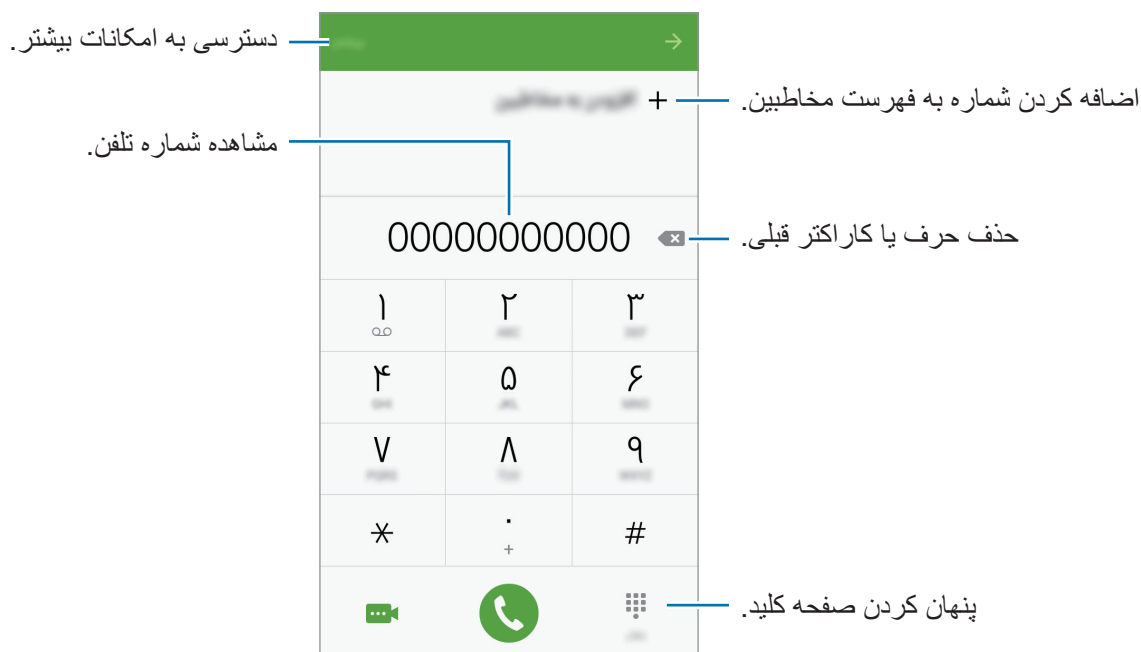 دسترسی به امکانات بیشتر.
اضافه کردن شماره به فهرست مخاطبین.
مشاهده شماره تلفن.
00000000000
حذف حرف یا کاراکتر قبلی.
۱ ۲ ۳
۴ ۵ ۶
۷ ۸ ۹
* ۰ #
+
پنهان کردن صفحه کلید.